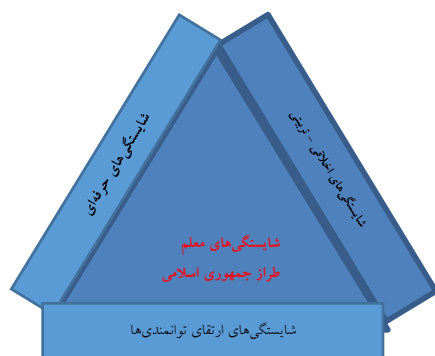 شایستگی‌های حرفه‌ای
شایستگی‌های اخلاقی - تربیتی
شایستگی‌های معلم
طراز جمهوری اسلامی
شایستگی‌های ارتقای توانمندی‌ها